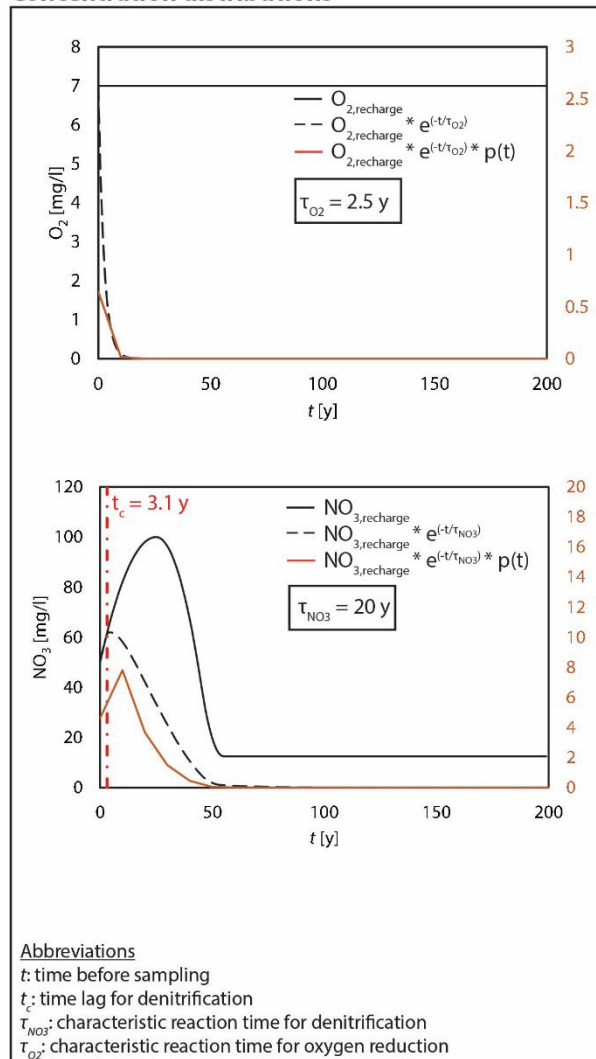 8
7
6
5
4
3
2
1
0
O₂ [mg/l]
3
2.5
2
1.5
1
0.5
0
O₂,recharge
O₂,recharge * e^(-t/τO2)
O₂,recharge * e^(-t/τO2) * p(t)
τO2 = 2.5 y
0 50 100 150 200
t [y]
120
100
80
60
40
20
0
NO₃ [mg/l]
20
18
16
14
12
10
8
6
4
2
0
t_c = 3.1 y
NO₃,recharge
NO₃,recharge * e^(-t/τNO3)
NO₃,recharge * e^(-t/τNO3) * p(t)
τNO3 = 20 y
0 50 100 150 200
t [y]
Abbreviations
t: time before sampling
t_c: time lag for denitrification
τNO3: characteristic reaction time for denitrification
τO2: characteristic reaction time for oxygen reduction